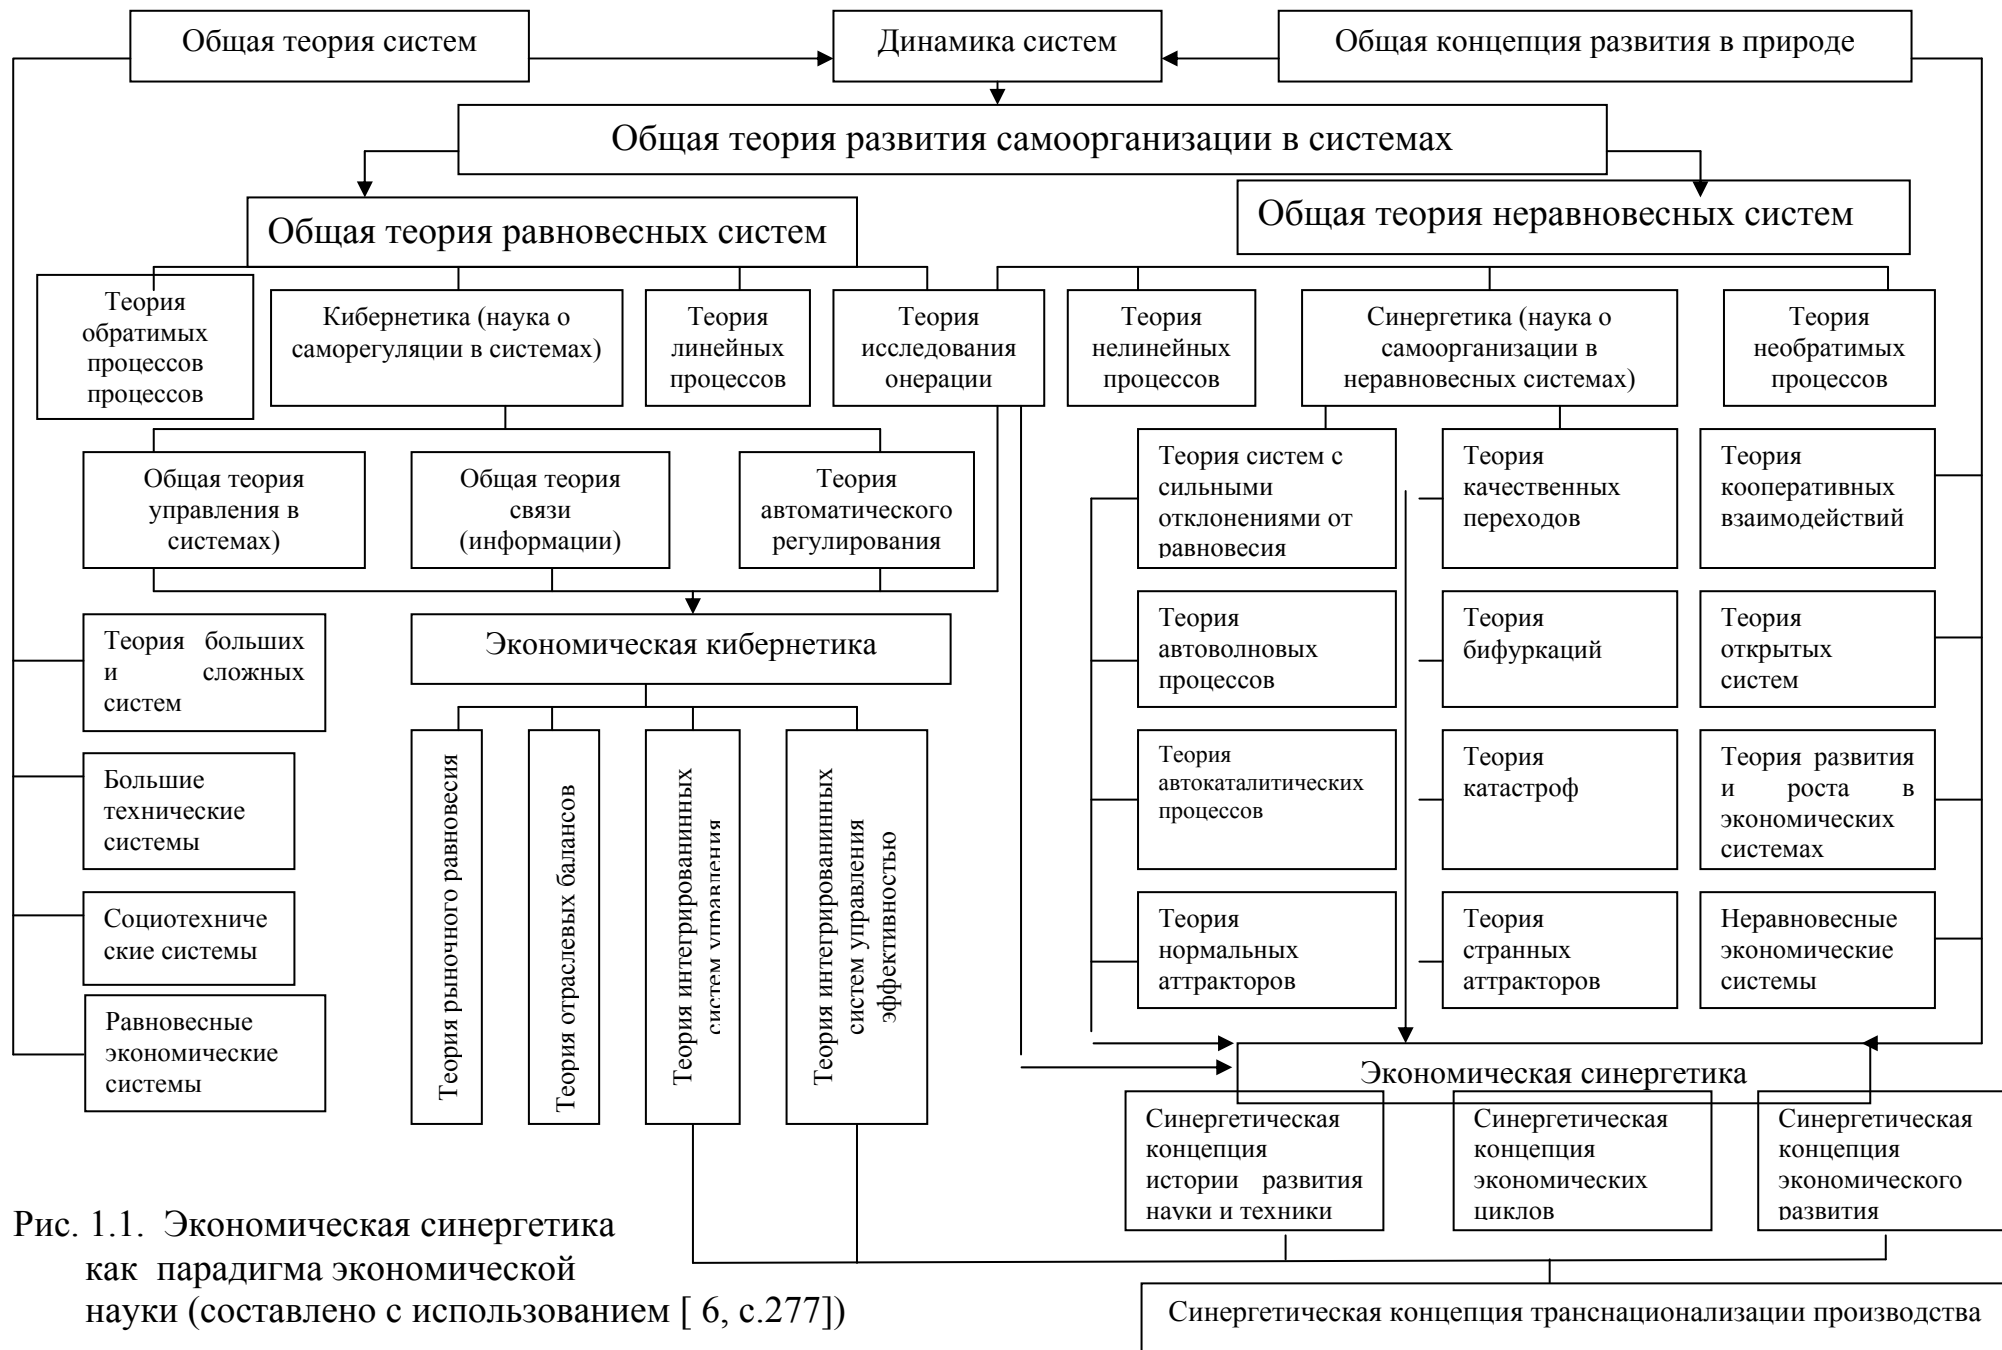 Общая теория систем
Динамика систем
Общая концепция развития в природе
Общая теория развития самоорганизации в системах
Общая теория равновесных систем
Общая теория неравновесных систем
Теория
обратимых
процессов
процессов
Кибернетика (наука о
саморегуляции в системах)
Теория
линейных
процессов
Теория
исследования
онерации
Теория
нелинейных
процессов
Синергетика (наука о
самоорганизации в
неравновесных системах)
Теория
необратимых
процессов
Общая теория
управления в
системах)
Общая теория
связи
(информации)
Теория
автоматического
регулирования
Теория систем с
сильными
отклонениями от
равновесия
Теория
качественных
переходов
Теория
кооперативных
взаимодействий
Теория больших
и сложных
систем
Экономическая кибернетика
Теория
автоволновых
процессов
Теория
бифуркаций
Теория
открытых
систем
Большие
технические
системы
Теория рыночного равновесия
Теория отраслевых балансов
Теория интегрированных
систем управления
Теория интегрированных
систем управления
эффективностью
Теория
автокаталитических
процессов
Теория
катастроф
Теория развития
и роста в
экономических
системах
Социотехниче
ские системы
Теория
нормальных
аттракторов
Теория
странных
аттракторов
Неравновесные
экономические
системы
Равновесные
экономические
системы
Экономическая синергетика
Синергетическая
концепция
истории развития
науки и техники
Синергетическая
концепция
экономических
циклов
Синергетическая
концепция
экономического
развития
Рис. 1.1. Экономическая синергетика
как парадигма экономической
науки (составлено с использованием [ 6, с.277])
Синергетическая концепция транснационализации производства